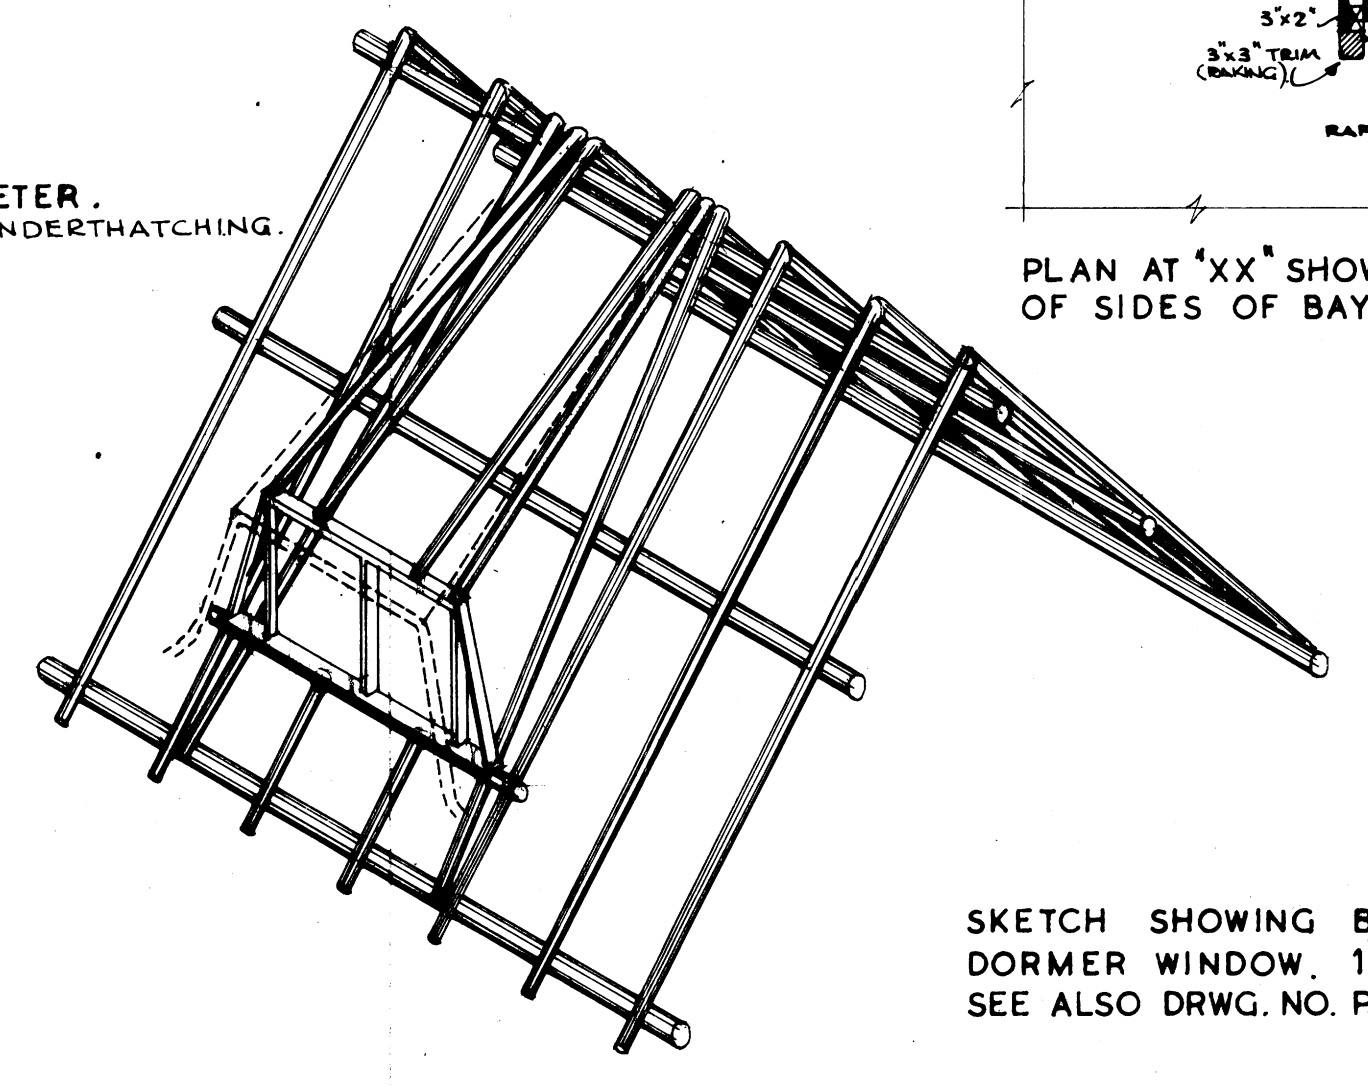 3"x2"
3"x3" TRIM
(RAKING).
ETER.
NDERTHATCHING.
PLAN AT "XX" SHOW
OF SIDES OF BAY
SKETCH SHOWING B
DORMER WINDOW. 1
SEE ALSO DRWG. NO. P